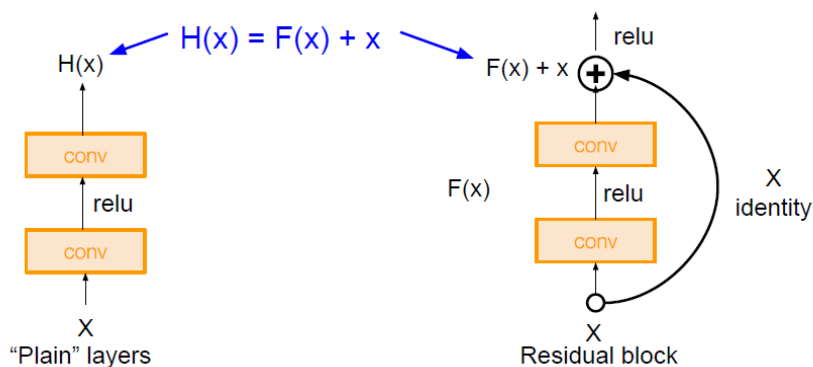 H(x) = F(x) + x
H(x)
conv
relu
conv
X
“Plain” layers
relu
F(x) + x
conv
F(x)
relu
conv
X
identity
X
Residual block